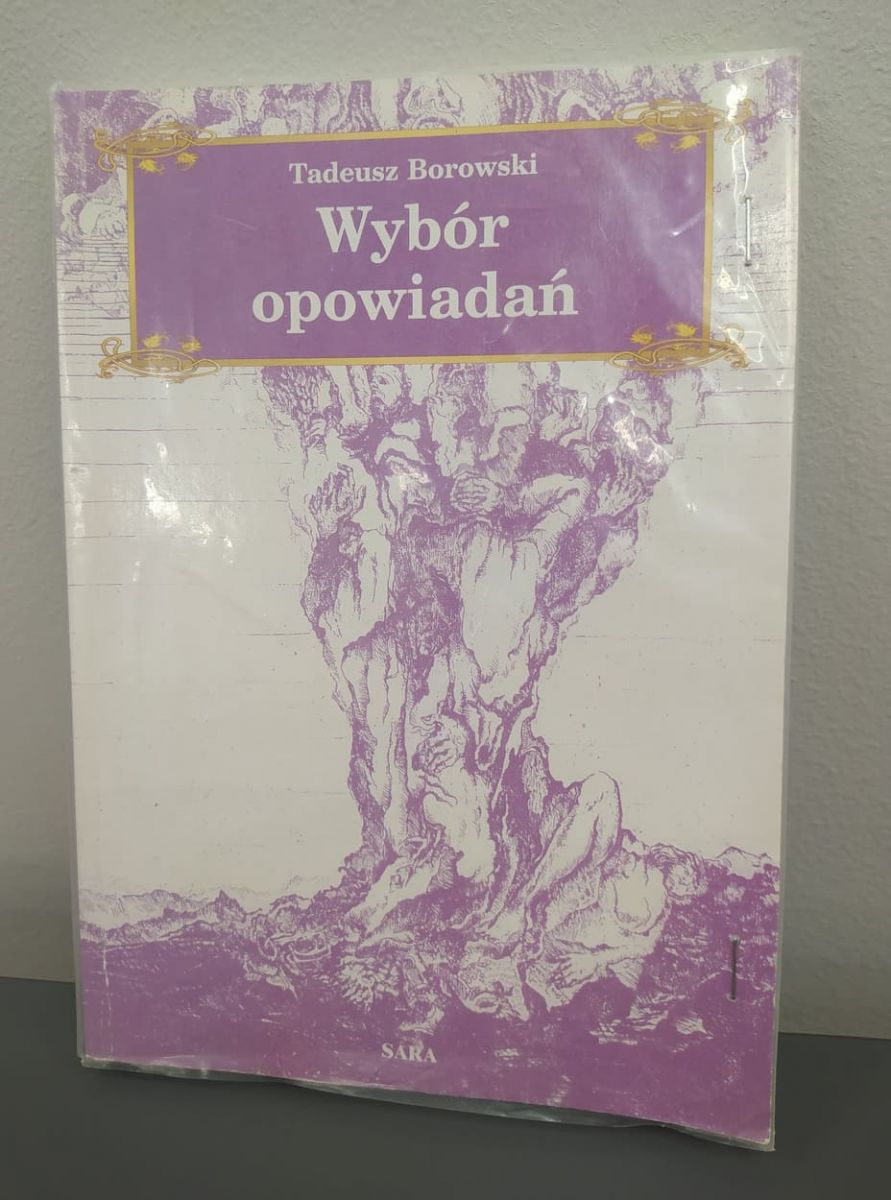 Tadeusz Borowski
Wybór
opowiadań
SARA